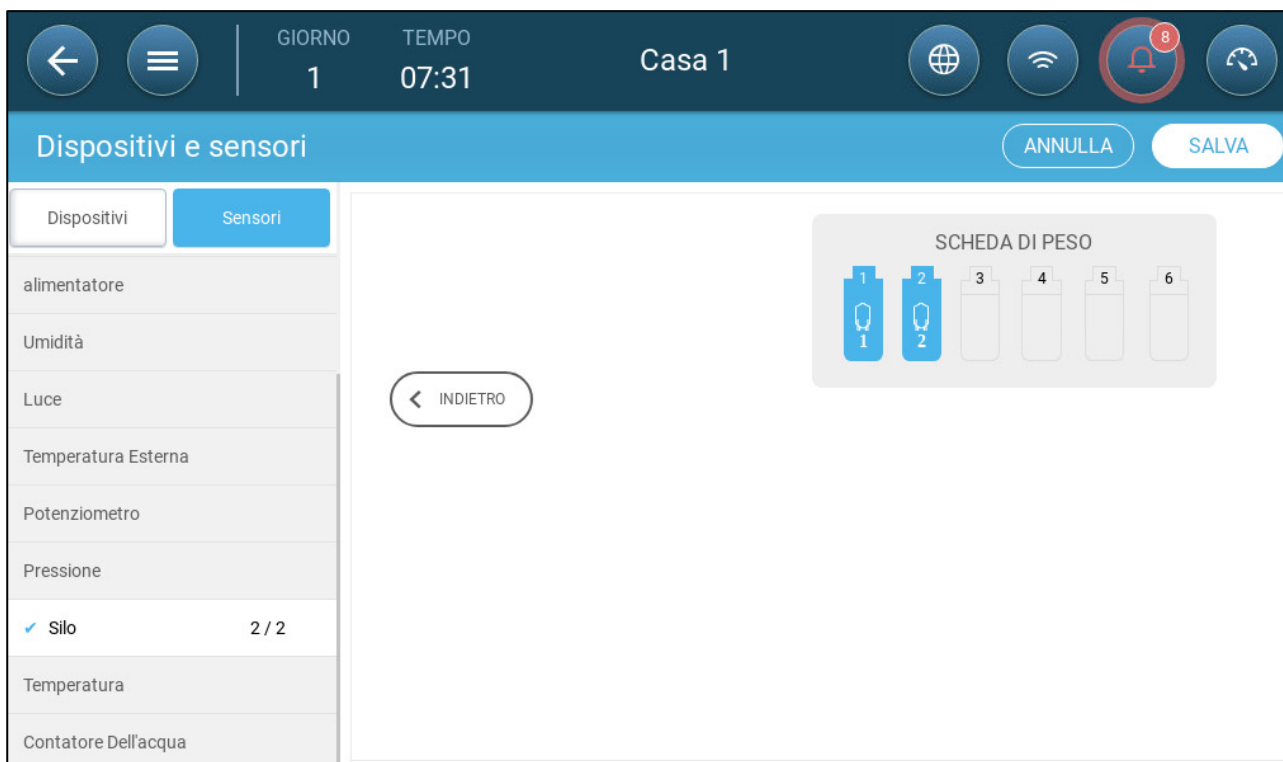 GIORNO
1
TEMPO
07:31
Casa 1
8
Dispositivi e sensori
ANNULLA
SALVA
Dispositivi
Sensori
alimentatore
Umidità
Luce
Temperatura Esterna
Potenziometro
Pressione
Silo 2 / 2
Temperatura
Contatore Dell'acqua
INDIETRO
SCHEDA DI PESO
1 2 3 4 5 6
1 2